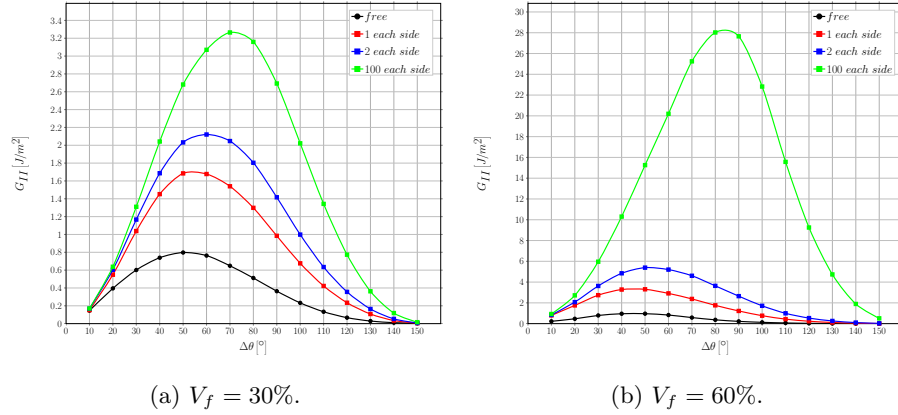 3.4
3.2
3
2.8
2.6
2.4
2.2
2
1.8
1.6
1.4
1.2
1
0.8
0.6
0.4
0.2
0
G_{II} [J/m^2]
10 20 30 40 50 60 70 80 90 100 110 120 130 140 150
Δθ [°]
free
1 each side
2 each side
100 each side
(a) V_f = 30%.
30
28
26
24
22
20
18
16
14
12
10
8
6
4
2
0
G_{II} [J/m^2]
10 20 30 40 50 60 70 80 90 100 110 120 130 140 150
Δθ [°]
free
1 each side
2 each side
100 each side
(b) V_f = 60%.